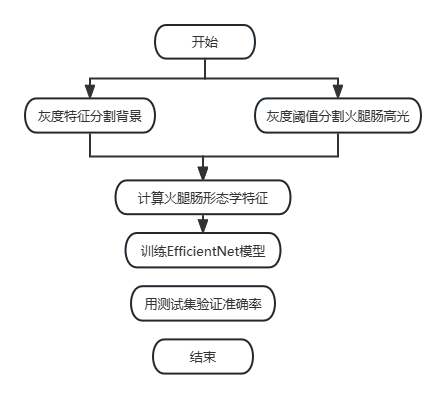 开始
灰度特征分割背景
灰度阈值分割火腿肠高光
计算火腿肠形态学特征
训练EfficientNet模型
用测试集验证准确率
结束